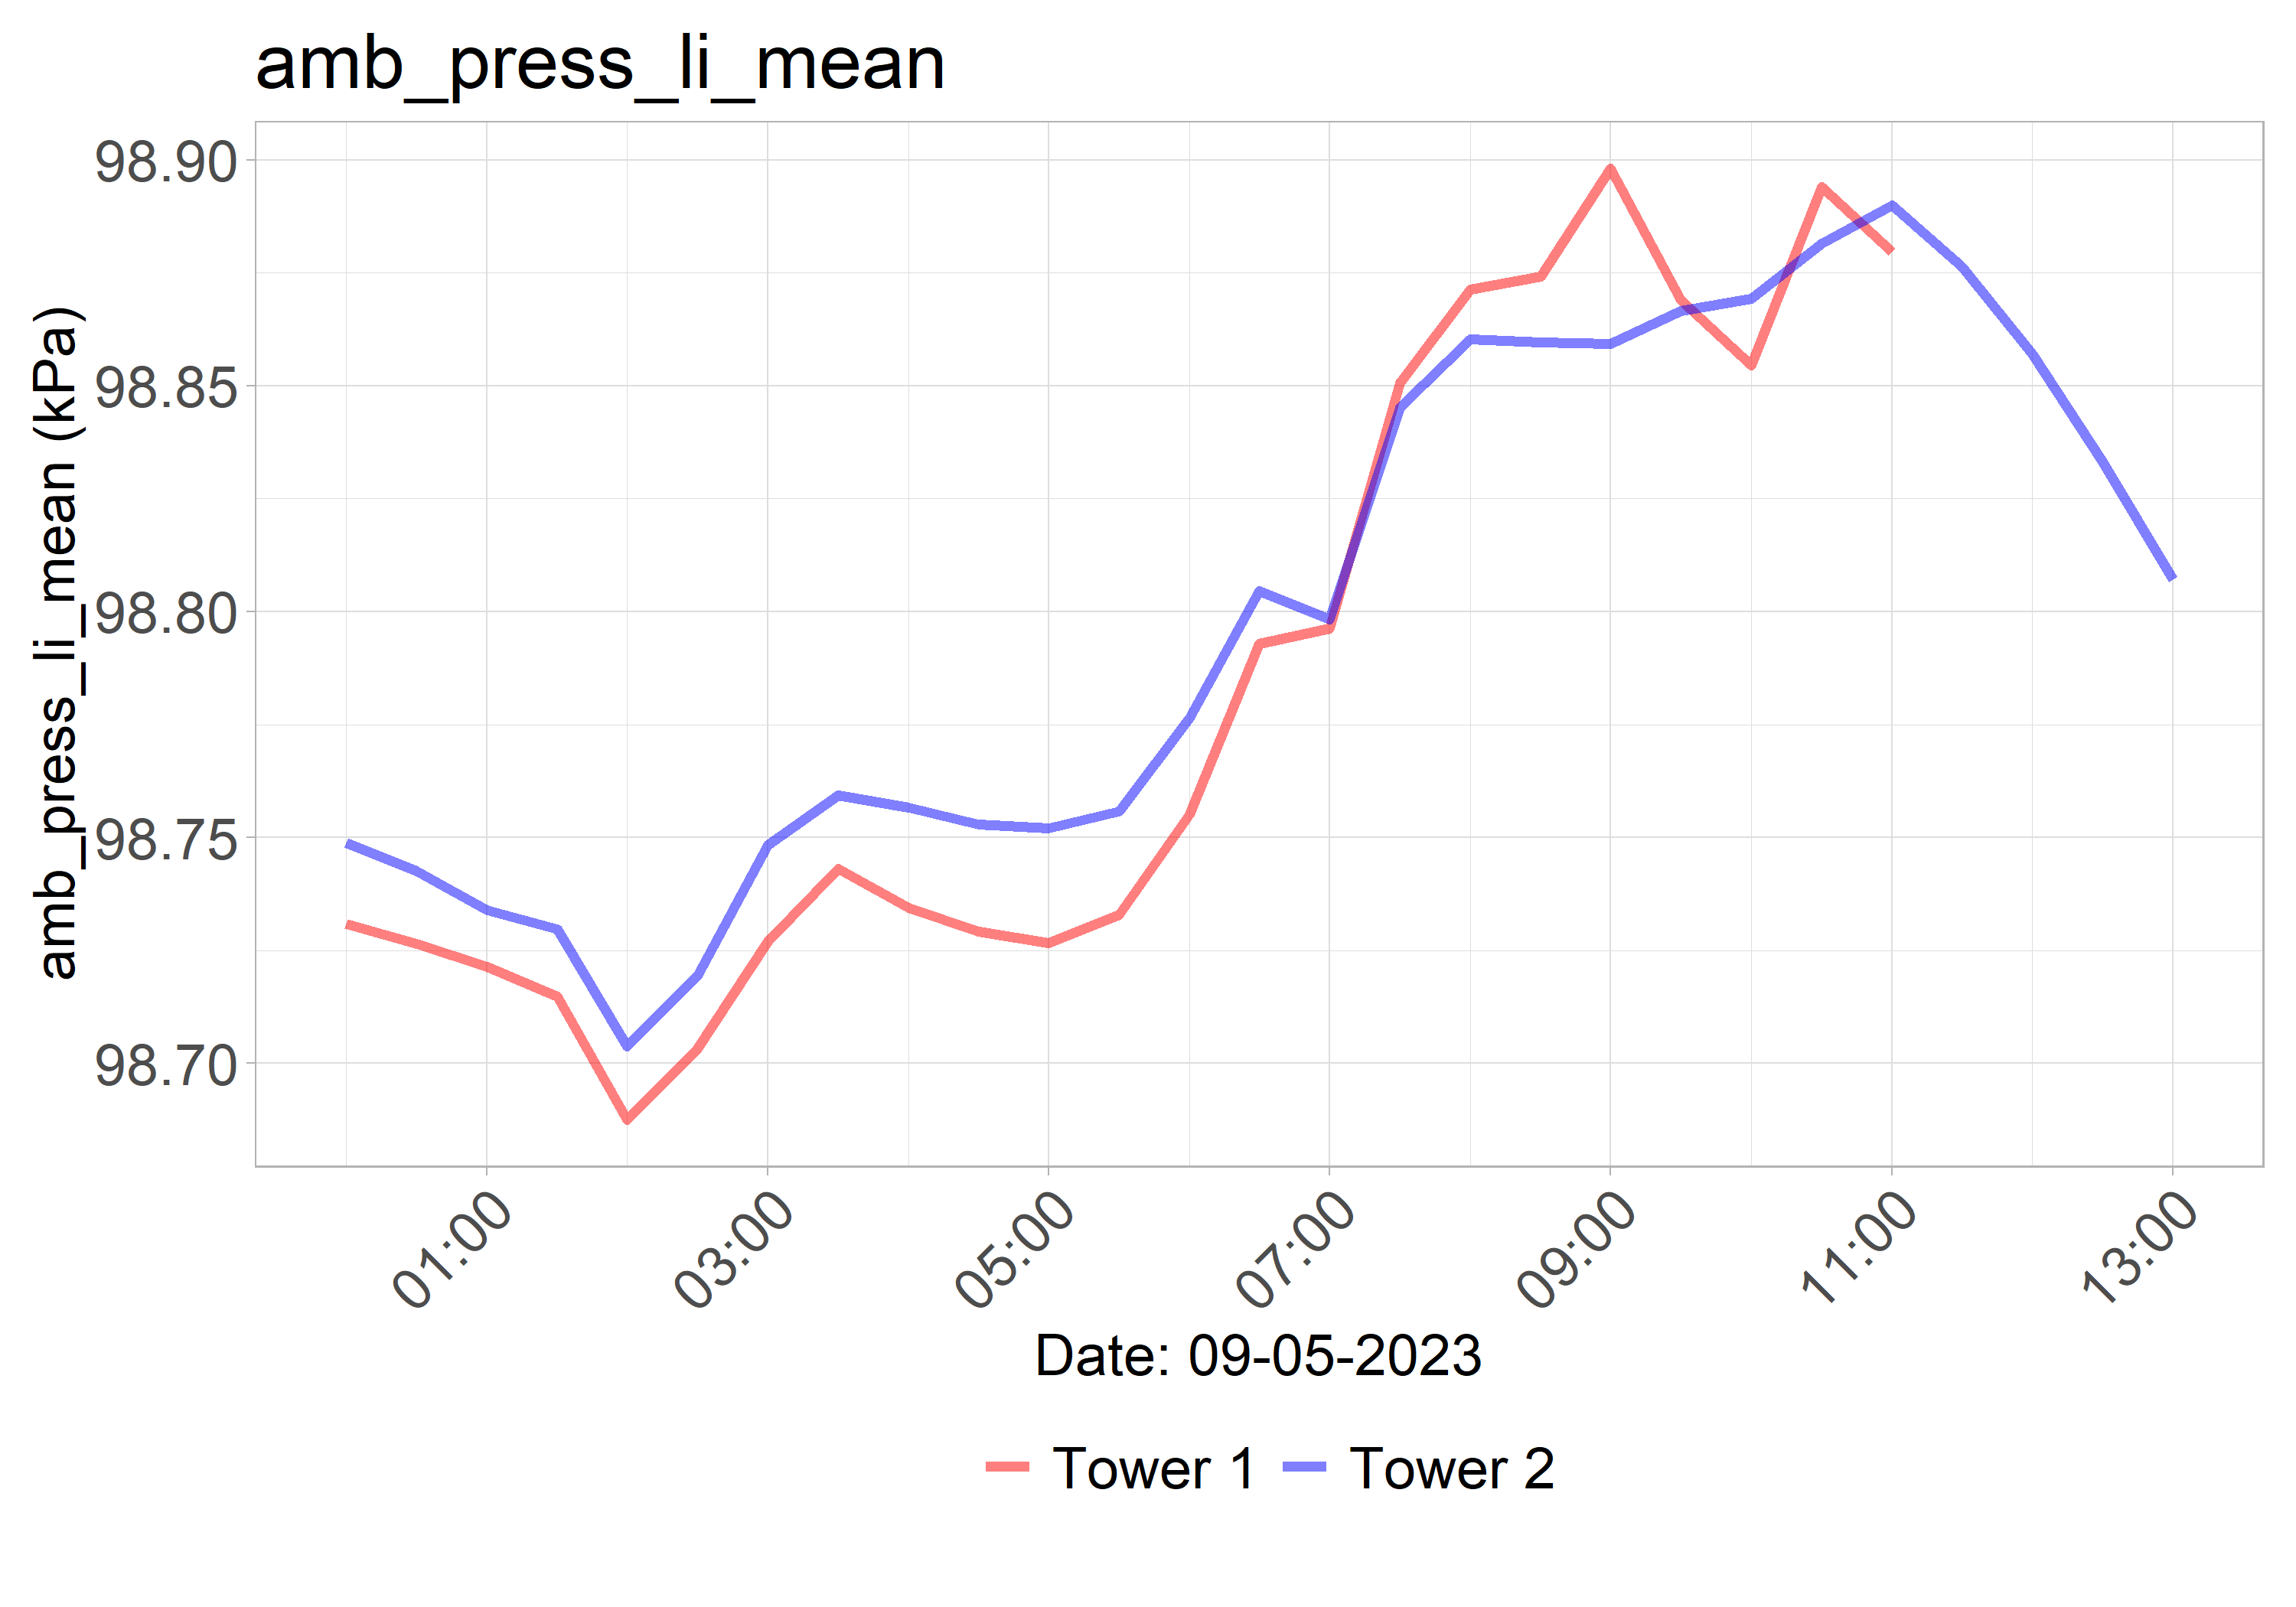 amb_press_li_mean
amb_press_li_mean (kPa)
98.90
98.85
98.80
98.75
98.70
01:00 03:00 05:00 07:00 09:00 11:00 13:00
Date: 09-05-2023
Tower 1 Tower 2